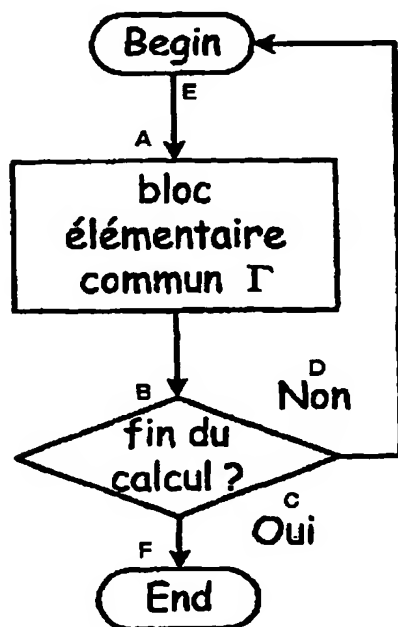 Begin
E
A
bloc
élémentaire
commun Γ
B
D
Non
fin du
calcul ?
C
Oui
F
End